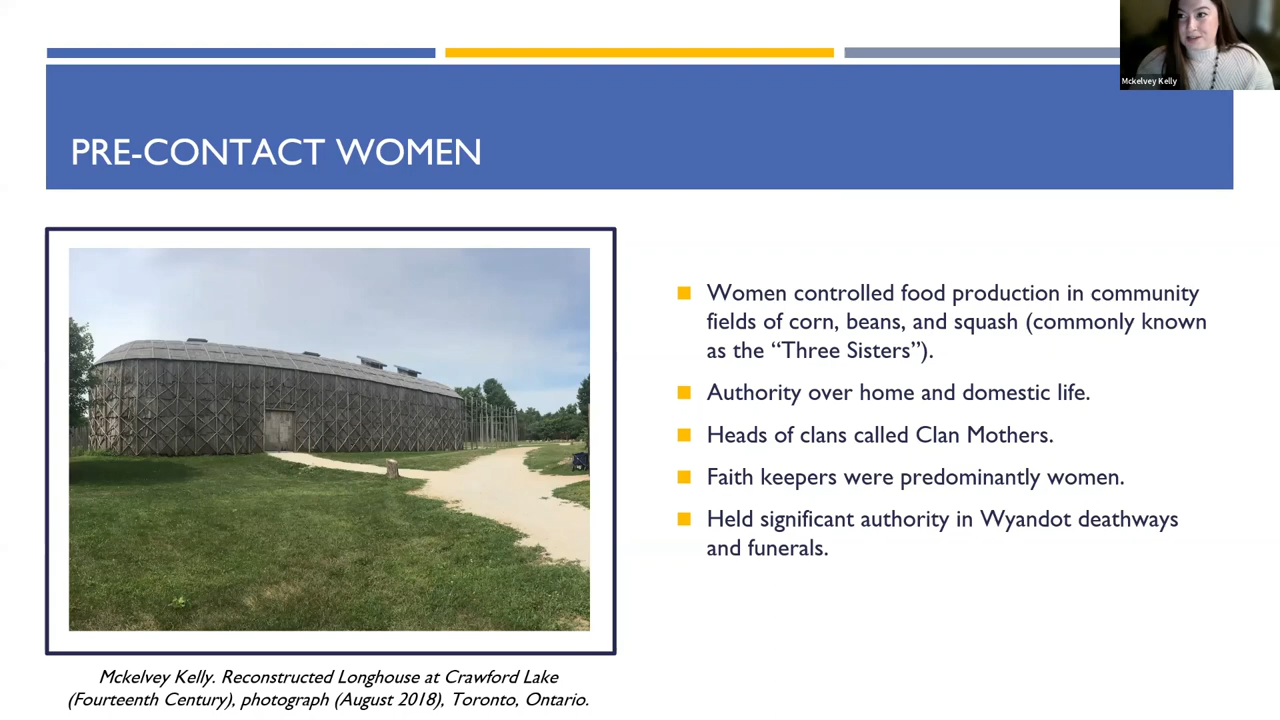 Mckelvey Kelly
PRE-CONTACT WOMEN
Women controlled food production in community
fields of corn, beans, and squash (commonly known
as the “Three Sisters”).
Authority over home and domestic life.
Heads of clans called Clan Mothers.
Faith keepers were predominantly women.
Held significant authority in Wyandot deathways
and funerals.
Mckelvey Kelly. Reconstructed Longhouse at Crawford Lake
(Fourteenth Century), photograph (August 2018), Toronto, Ontario.